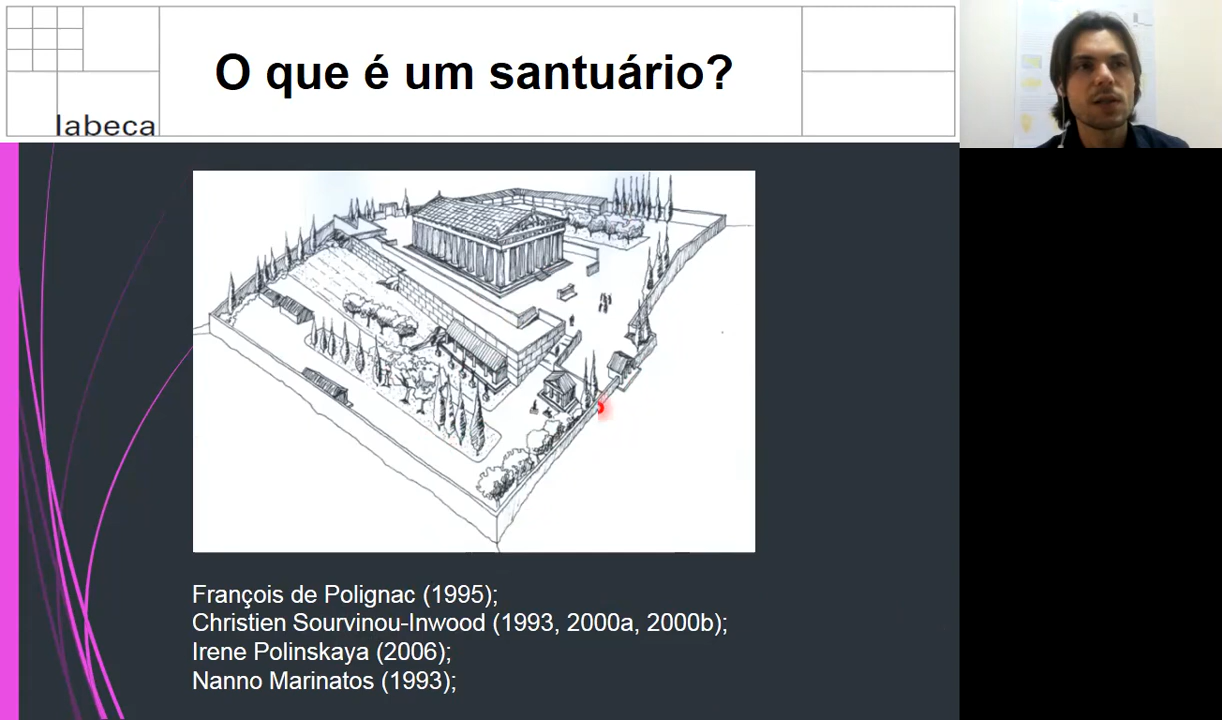 O que é um santuário?
labeca
François de Polignac (1995);
Christien Sourvinou-Inwood (1993, 2000a, 2000b);
Irene Polinskaya (2006);
Nanno Marinatos (1993);